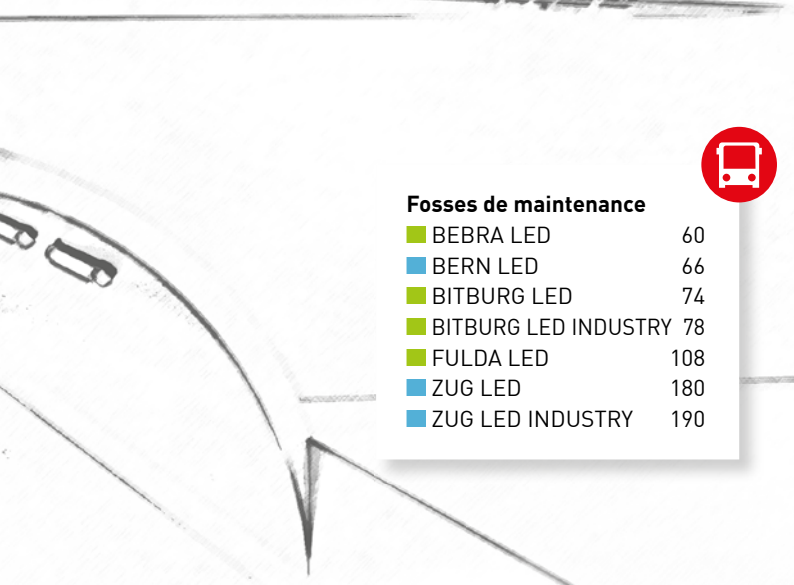 Fosses de maintenance
BEBRA LED 60
BERN LED 66
BITBURG LED 74
BITBURG LED INDUSTRY 78
FULDA LED 108
ZUG LED 180
ZUG LED INDUSTRY 190